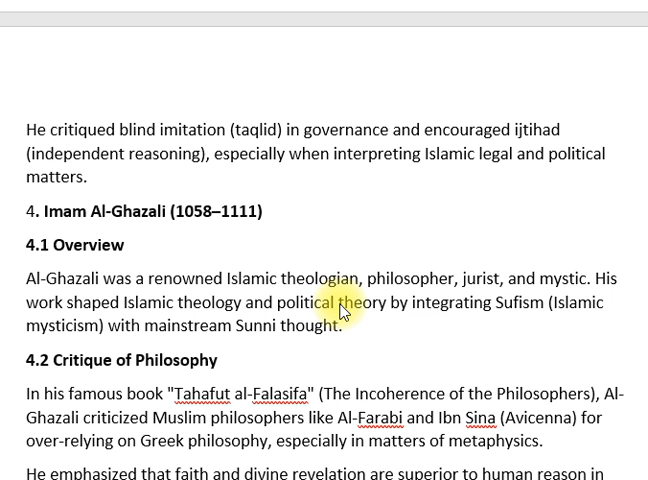 He critiqued blind imitation (taqlid) in governance and encouraged ijtihad
(independent reasoning), especially when interpreting Islamic legal and political
matters.
4. Imam Al-Ghazali (1058–1111)
4.1 Overview
Al-Ghazali was a renowned Islamic theologian, philosopher, jurist, and mystic. His
work shaped Islamic theology and political theory by integrating Sufism (Islamic
mysticism) with mainstream Sunni thought.
4.2 Critique of Philosophy
In his famous book "Tahafut al-Falasifa" (The Incoherence of the Philosophers), Al-
Ghazali criticized Muslim philosophers like Al-Farabi and Ibn Sina (Avicenna) for
over-relying on Greek philosophy, especially in matters of metaphysics.
He emphasized that faith and divine revelation are superior to human reason in